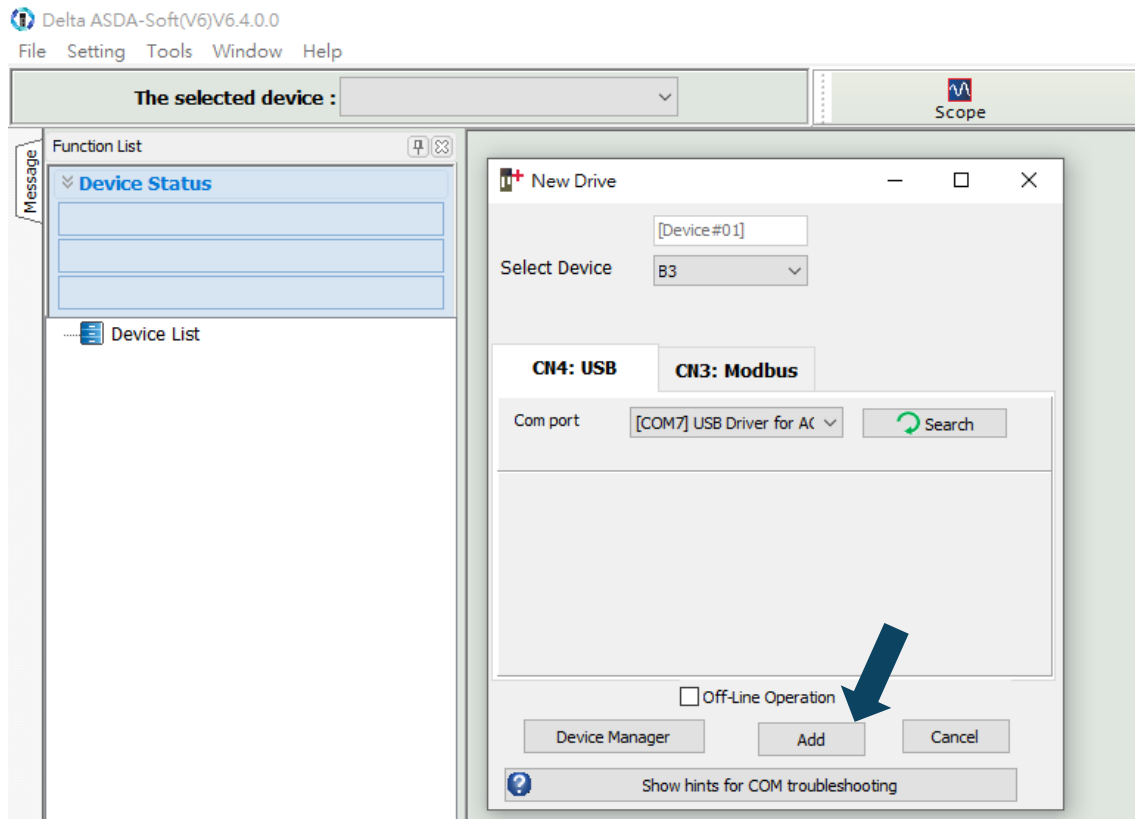 Delta ASDA-Soft(V6)V6.4.0.0
File Setting Tools Window Help
The selected device :
Scope
Message
Function List
Device Status
Device List
New Drive
[Device#01]
Select Device B3
CN4: USB CN3: Modbus
Com port [COM7] USB Driver for A( Search
Off-Line Operation
Device Manager Add Cancel
Show hints for COM troubleshooting